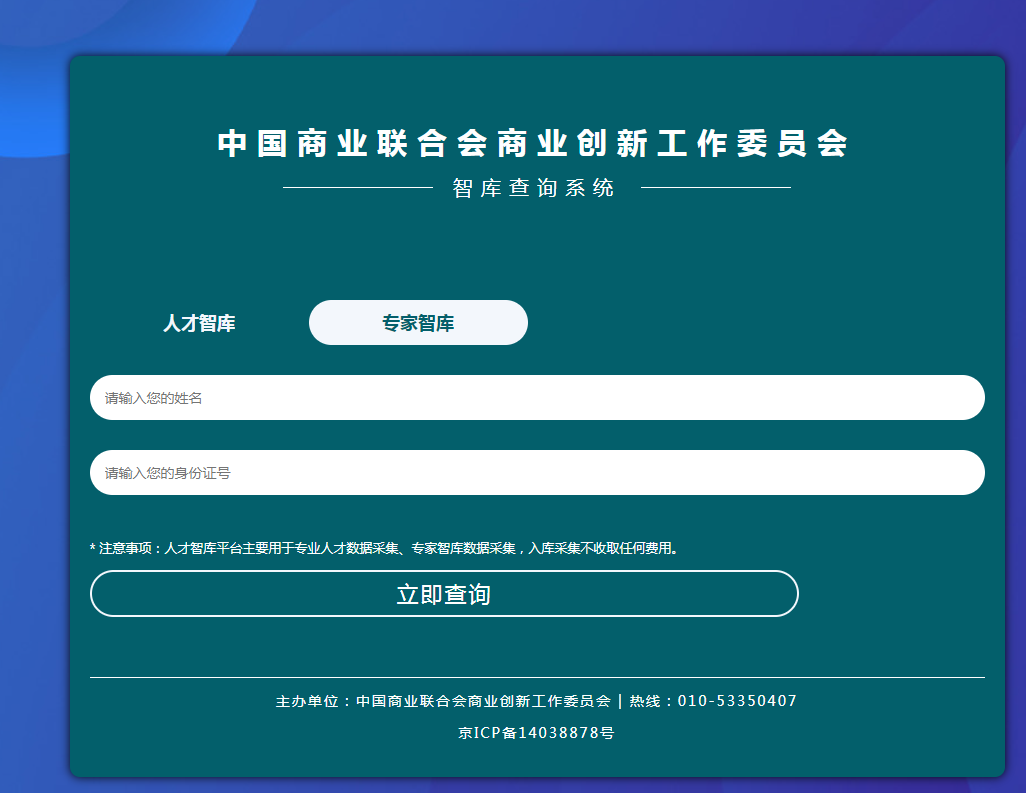 中国商业联合会商业创新工作委员会
智库查询系统
人才智库
专家智库
请输入您的姓名
请输入您的身份证号
* 注意事项：人才智库平台主要用于专业人才数据采集、专家智库数据采集，入库采集不收取任何费用。
立即查询
主办单位：中国商业联合会商业创新工作委员会 | 热线：010-53350407
京ICP备14038878号